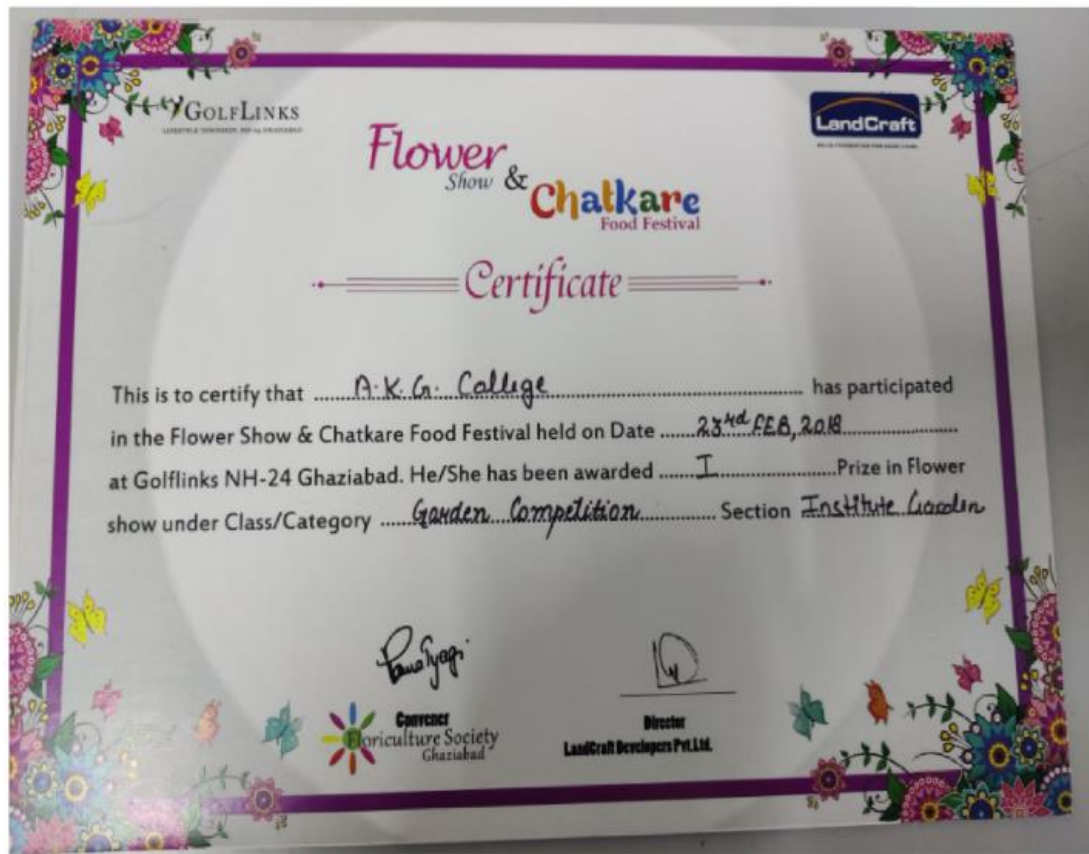 GOLFLINKS
LandCraft
Flower
Show &
Chatkare
Food Festival
Certificate
This is to certify that A.K.G. College has participated
in the Flower Show & Chatkare Food Festival held on Date 23rd FEB, 2018
at Golflinks NH-24 Ghaziabad. He/She has been awarded I Prize in Flower
show under Class/Category Garden Competition Section Institute Garden
Convener
Floriculture Society
Ghaziabad
Director
LandCraft Developers Pvt.Ltd.